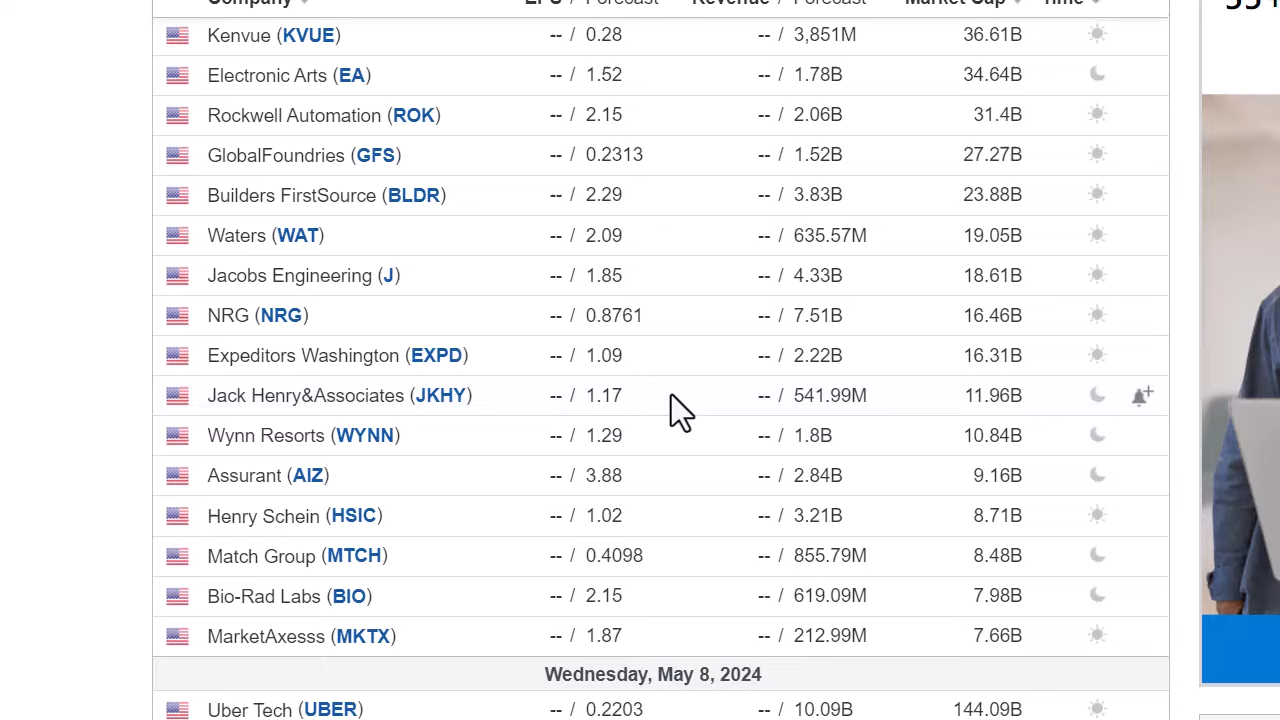 Company EPS / Forecast Revenue / Forecast Market Cap Time
Kenvue (KVUE) -- / 0.28 -- / 3,851M 36.61B
Electronic Arts (EA) -- / 1.52 -- / 1.78B 34.64B
Rockwell Automation (ROK) -- / 2.15 -- / 2.06B 31.4B
GlobalFoundries (GFS) -- / 0.2313 -- / 1.52B 27.27B
Builders FirstSource (BLDR) -- / 2.29 -- / 3.83B 23.88B
Waters (WAT) -- / 2.09 -- / 635.57M 19.05B
Jacobs Engineering (J) -- / 1.85 -- / 4.33B 18.61B
NRG (NRG) -- / 0.8761 -- / 7.51B 16.46B
Expeditors Washington (EXPD) -- / 1.09 -- / 2.22B 16.31B
Jack Henry&Associates (JKHY) -- / 1.17 -- / 541.99M 11.96B
Wynn Resorts (WYNN) -- / 1.29 -- / 1.8B 10.84B
Assurant (AIZ) -- / 3.88 -- / 2.84B 9.16B
Henry Schein (HSIC) -- / 1.02 -- / 3.21B 8.71B
Match Group (MTCH) -- / 0.4098 -- / 855.79M 8.48B
Bio-Rad Labs (BIO) -- / 2.15 -- / 619.09M 7.98B
MarketAxesss (MKTX) -- / 1.87 -- / 212.99M 7.66B
Wednesday, May 8, 2024
Uber Tech (UBER) -- / 0.2203 -- / 10.09B 144.09B